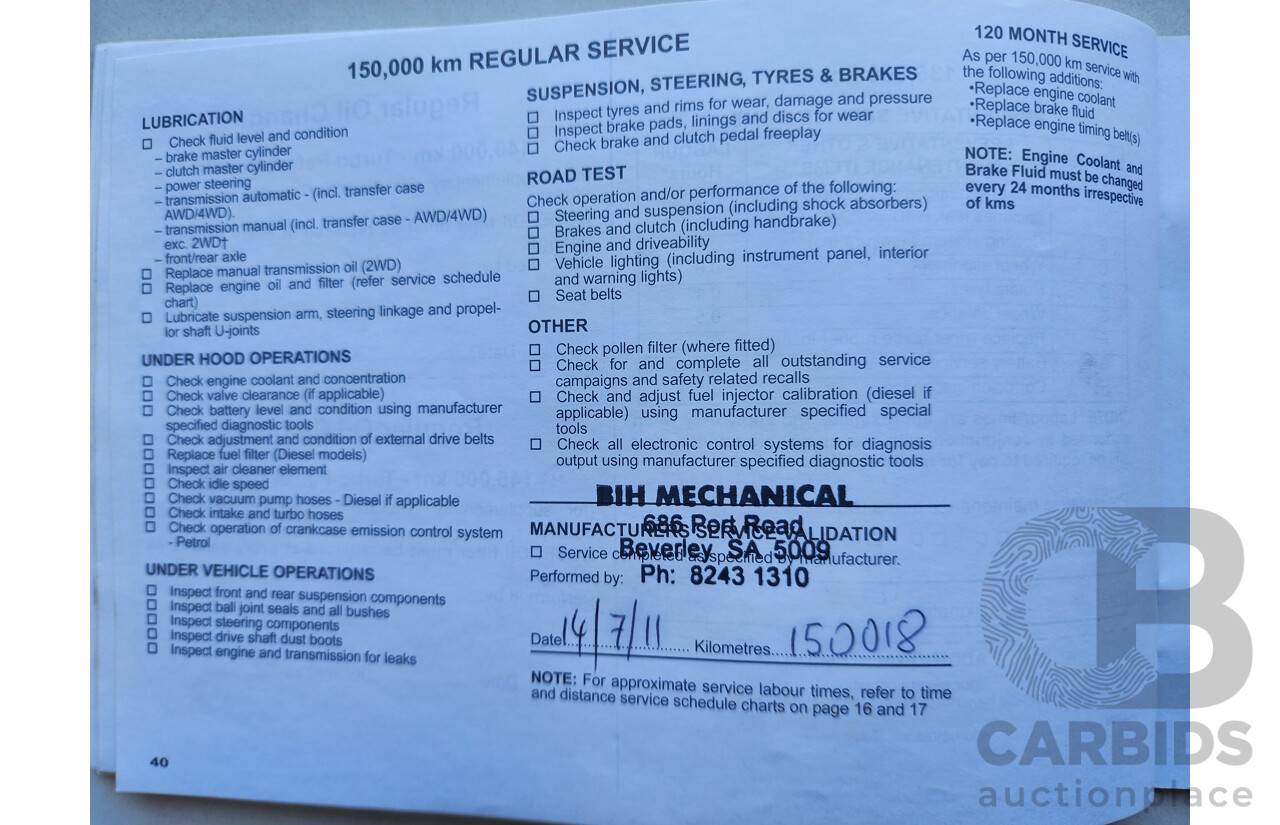 150,000 km REGULAR SERVICE
LUBRICATION
Check fluid level and condition
– brake master cylinder
– clutch master cylinder
– power steering
– transmission automatic - (incl. transfer case
AWD/4WD).
– transmission manual (incl. transfer case - AWD/4WD)
exc. 2WD†
– front/rear axle
Replace manual transmission oil (2WD)
Replace engine oil and filter (refer service schedule
chart)
Lubricate suspension arm, steering linkage and propel-
lor shaft U-joints
UNDER HOOD OPERATIONS
Check engine coolant and concentration
Check valve clearance (if applicable)
Check battery level and condition using manufacturer
specified diagnostic tools
Check adjustment and condition of external drive belts
Replace fuel filter (Diesel models)
Inspect air cleaner element
Check idle speed
Check vacuum pump hoses - Diesel if applicable
Check intake and turbo hoses
Check operation of crankcase emission control system
- Petrol
UNDER VEHICLE OPERATIONS
Inspect front and rear suspension components
Inspect ball joint seals and all bushes
Inspect steering components
Inspect drive shaft dust boots
Inspect engine and transmission for leaks
40
SUSPENSION, STEERING, TYRES & BRAKES
Inspect tyres and rims for wear, damage and pressure
Inspect brake pads, linings and discs for wear
Check brake and clutch pedal freeplay
ROAD TEST
Check operation and/or performance of the following:
Steering and suspension (including shock absorbers)
Brakes and clutch (including handbrake)
Engine and driveability
Vehicle lighting (including instrument panel, interior
and warning lights)
Seat belts
OTHER
Check pollen filter (where fitted)
Check for and complete all outstanding service
campaigns and safety related recalls
Check and adjust fuel injector calibration (diesel if
applicable) using manufacturer specified special
tools
Check all electronic control systems for diagnosis
output using manufacturer specified diagnostic tools
BIH MECHANICAL
686 Port Road
MANUFACTURERS SERVICE VALIDATION
Beverley SA 5009
Service completed as specified by manufacturer.
Performed by: Ph: 8243 1310
Date 14/7/11 Kilometres 150018
NOTE: For approximate service labour times, refer to time
and distance service schedule charts on page 16 and 17
120 MONTH SERVICE
As per 150,000 km service with
the following additions:
•Replace engine coolant
•Replace brake fluid
•Replace engine timing belt(s)
NOTE: Engine Coolant and
Brake Fluid must be changed
every 24 months irrespective
of kms
CARBIDS
auctionplace